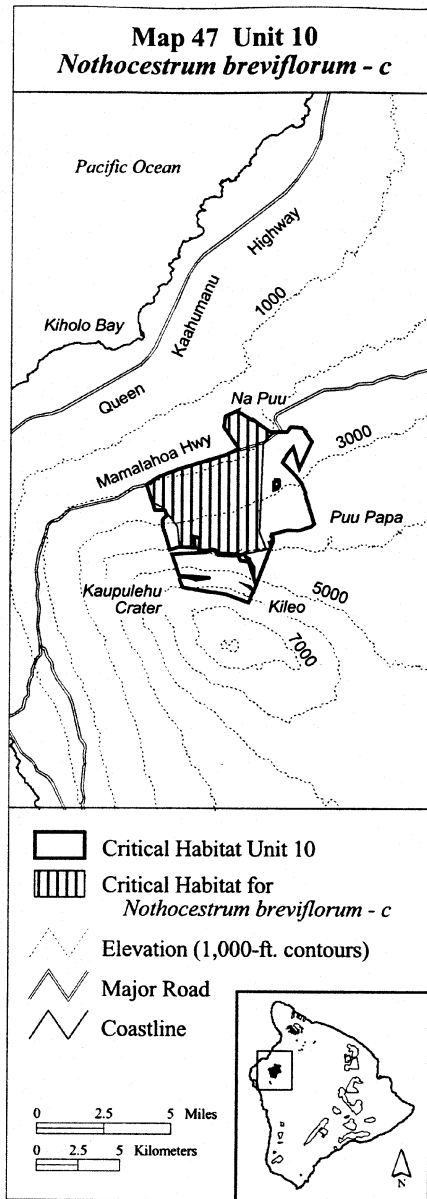 Map 47 Unit 10
Nothocestrum breviflorum - c
Pacific Ocean
Highway
1000
Kaahumanu
Kiholo Bay
Queen
Na Puu
3000
Mamalahoa Hwy
Puu Papa
5000
Kaupulehu
Crater
Kileo
7000
Critical Habitat Unit 10
Critical Habitat for
Nothocestrum breviflorum - c
Elevation (1,000-ft. contours)
Major Road
Coastline
0 2.5 5 Miles
0 2.5 5 Kilometers
N